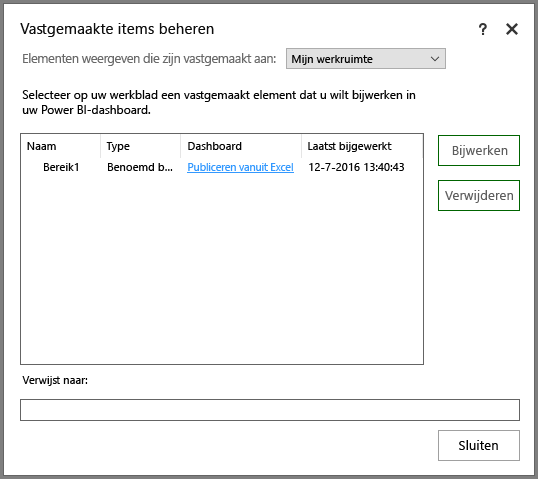 Vastgemaakte items beheren
?
Elementen weergeven die zijn vastgemaakt aan: Mijn werkruimte
Selecteer op uw werkblad een vastgemaakt element dat u wilt bijwerken in
uw Power BI-dashboard.
Naam Type Dashboard Laatst bijgewerkt
Bereik1 Benoemd b... Publiceren vanuit Excel 12-7-2016 13:40:43
Bijwerken
Verwijderen
Verwijst naar:
Sluiten